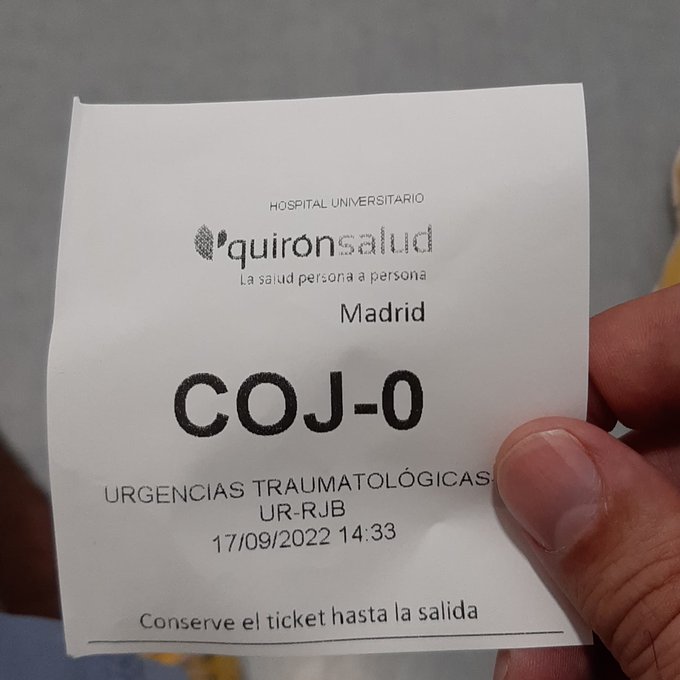 HOSPITAL UNIVERSITARIO
quirónsalud
La salud persona a persona
Madrid
COJ-0
URGENCIAS TRAUMATOLÓGICAS-
UR-RJB
17/09/2022 14:33
Conserve el ticket hasta la salida